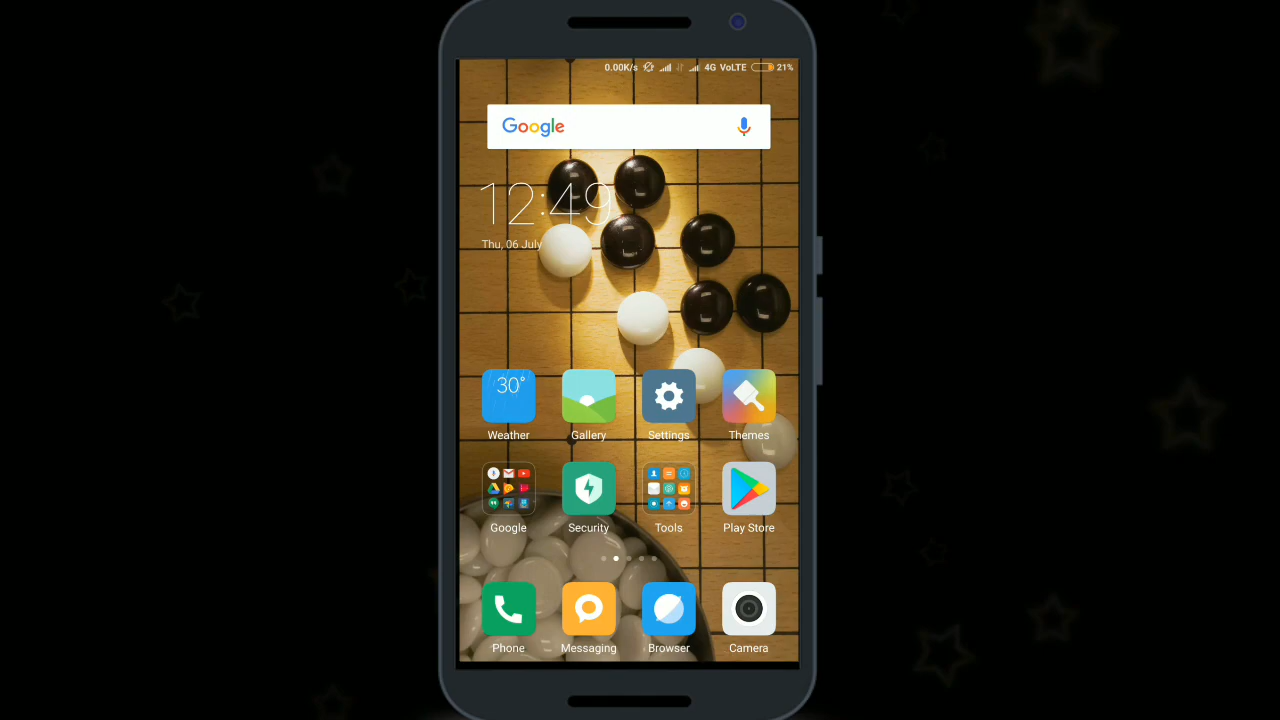 0.00K/s 4G VoLTE 21%
Google
12:49
Thu, 06 July
30°
Weather Gallery Settings Themes
Google Security Tools Play Store
Phone Messaging Browser Camera